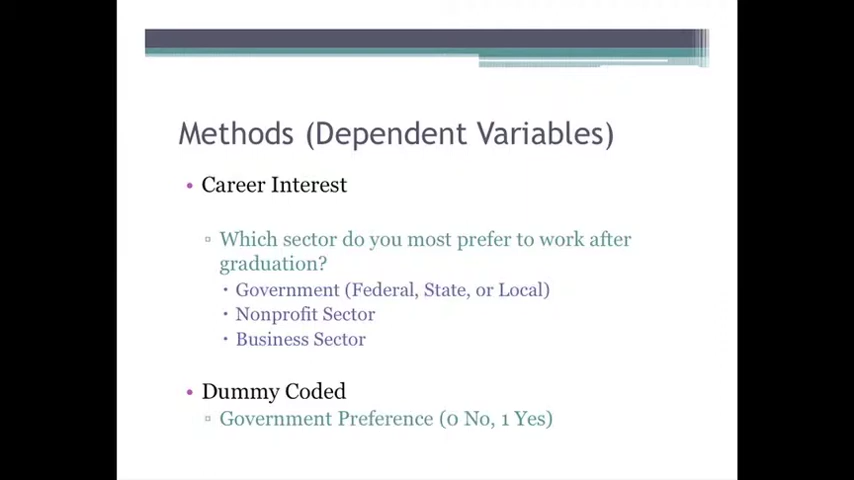 Methods (Dependent Variables)
• Career Interest
▫ Which sector do you most prefer to work after
graduation?
▪ Government (Federal, State, or Local)
▪ Nonprofit Sector
▪ Business Sector
• Dummy Coded
▫ Government Preference (0 No, 1 Yes)